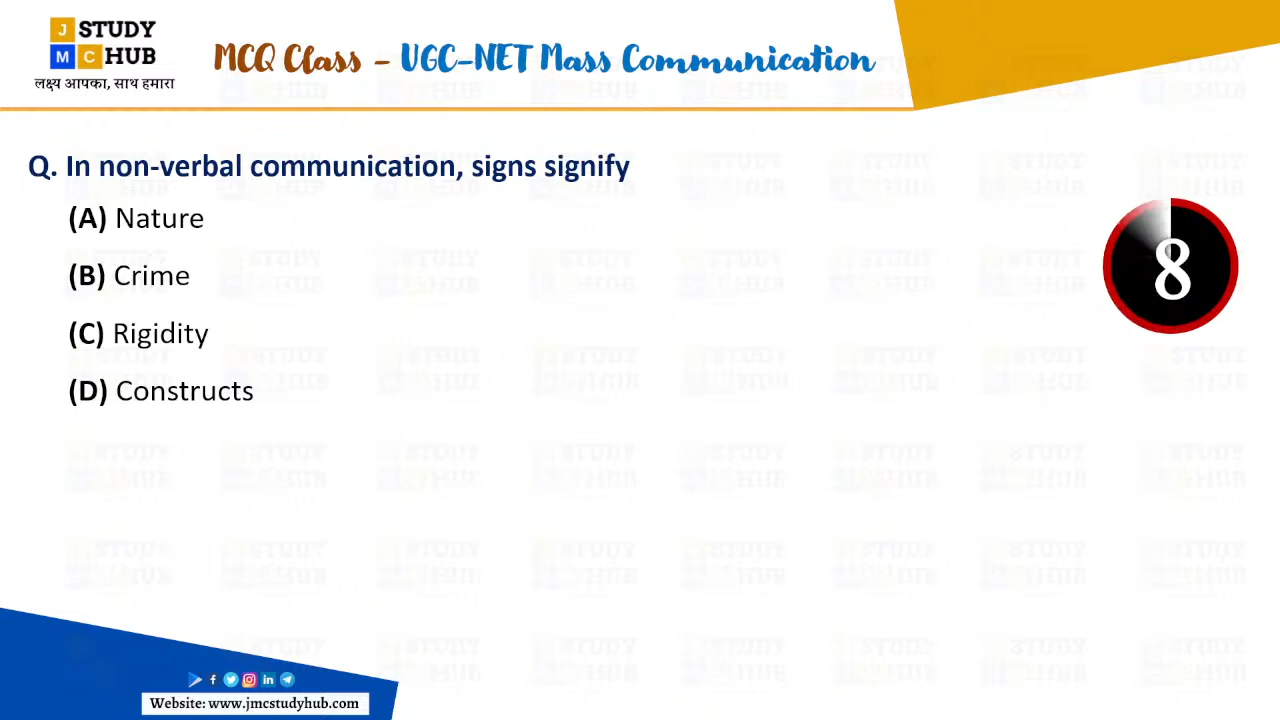 J STUDY
M C HUB
लक्ष्य आपका, साथ हमारा
MCQ Class - UGC-NET Mass Communication
Q. In non-verbal communication, signs signify
(A) Nature
(B) Crime
(C) Rigidity
(D) Constructs
8
Website: www.jmcstudyhub.com